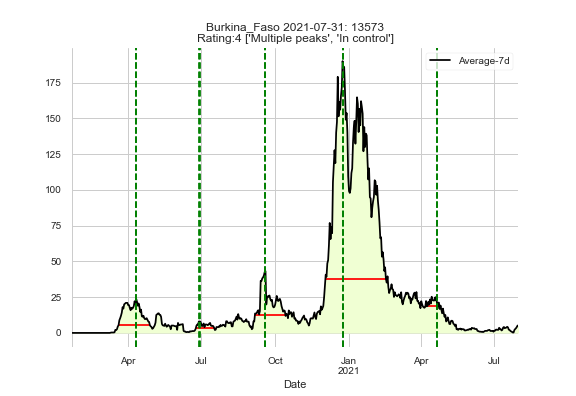 Burkina_Faso 2021-07-31: 13573
Rating:4 ['Multiple peaks', 'In control']
Average-7d
175
150
125
100
75
50
25
0
Apr Jul Oct Jan Apr Jul
2021
Date